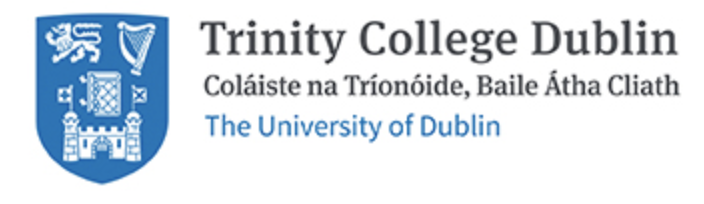 Trinity College Dublin
Coláiste na Tríonóide, Baile Átha Cliath
The University of Dublin